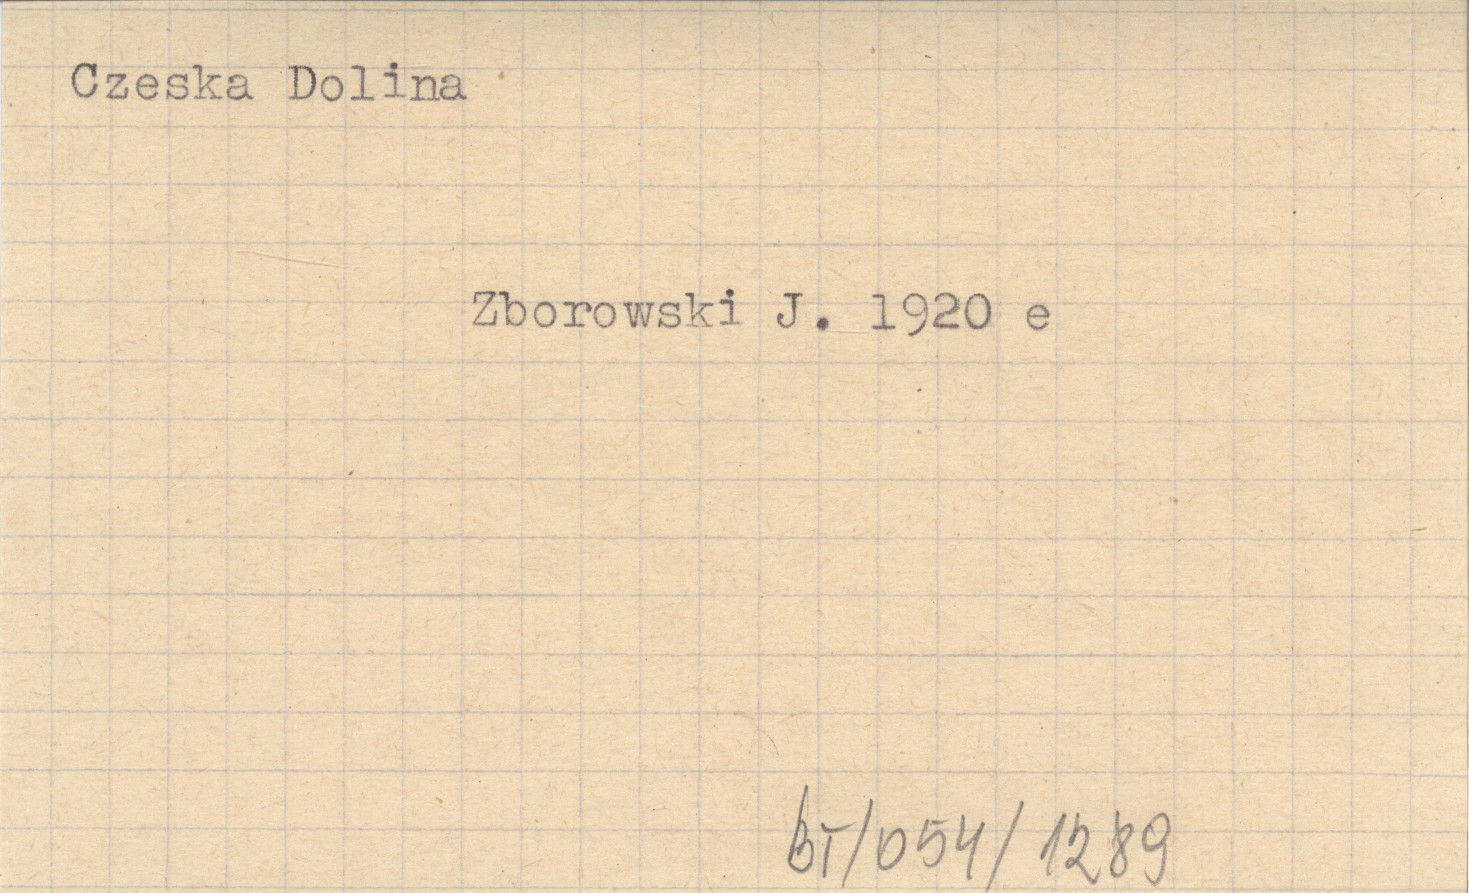 Czeska Dolina
Zborowski J. 1920 e
BT/054/1289